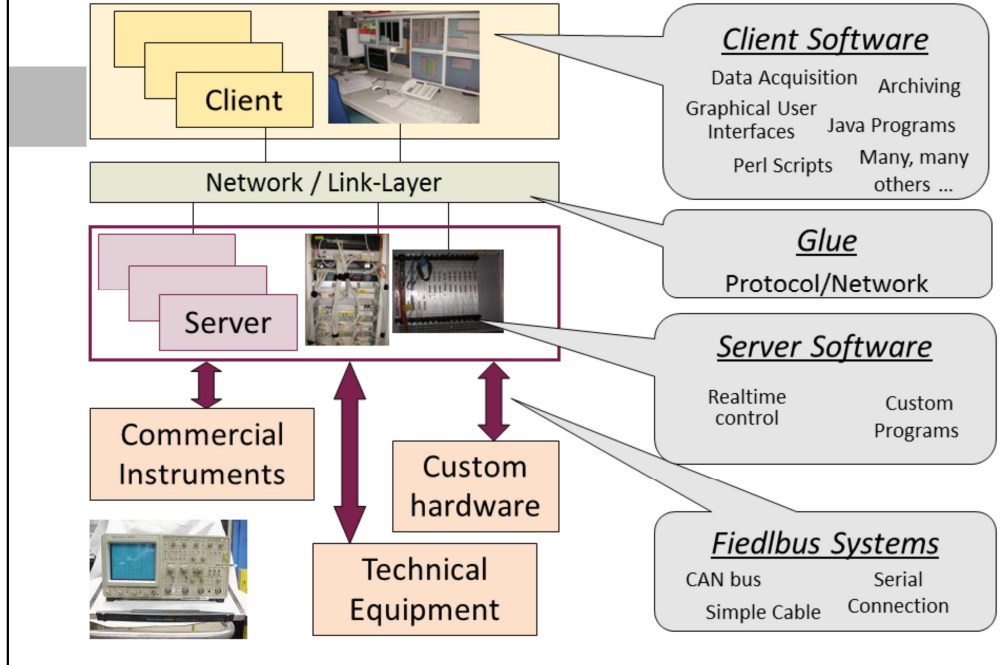 Client
Client Software
Data Acquisition
Archiving
Graphical User
Interfaces
Java Programs
Perl Scripts
Many, many
others ...
Network / Link-Layer
Glue
Protocol/Network
Server
Server Software
Realtime
control
Custom
Programs
Commercial
Instruments
Custom
hardware
Technical
Equipment
Fiedlbus Systems
CAN bus
Serial
Connection
Simple Cable